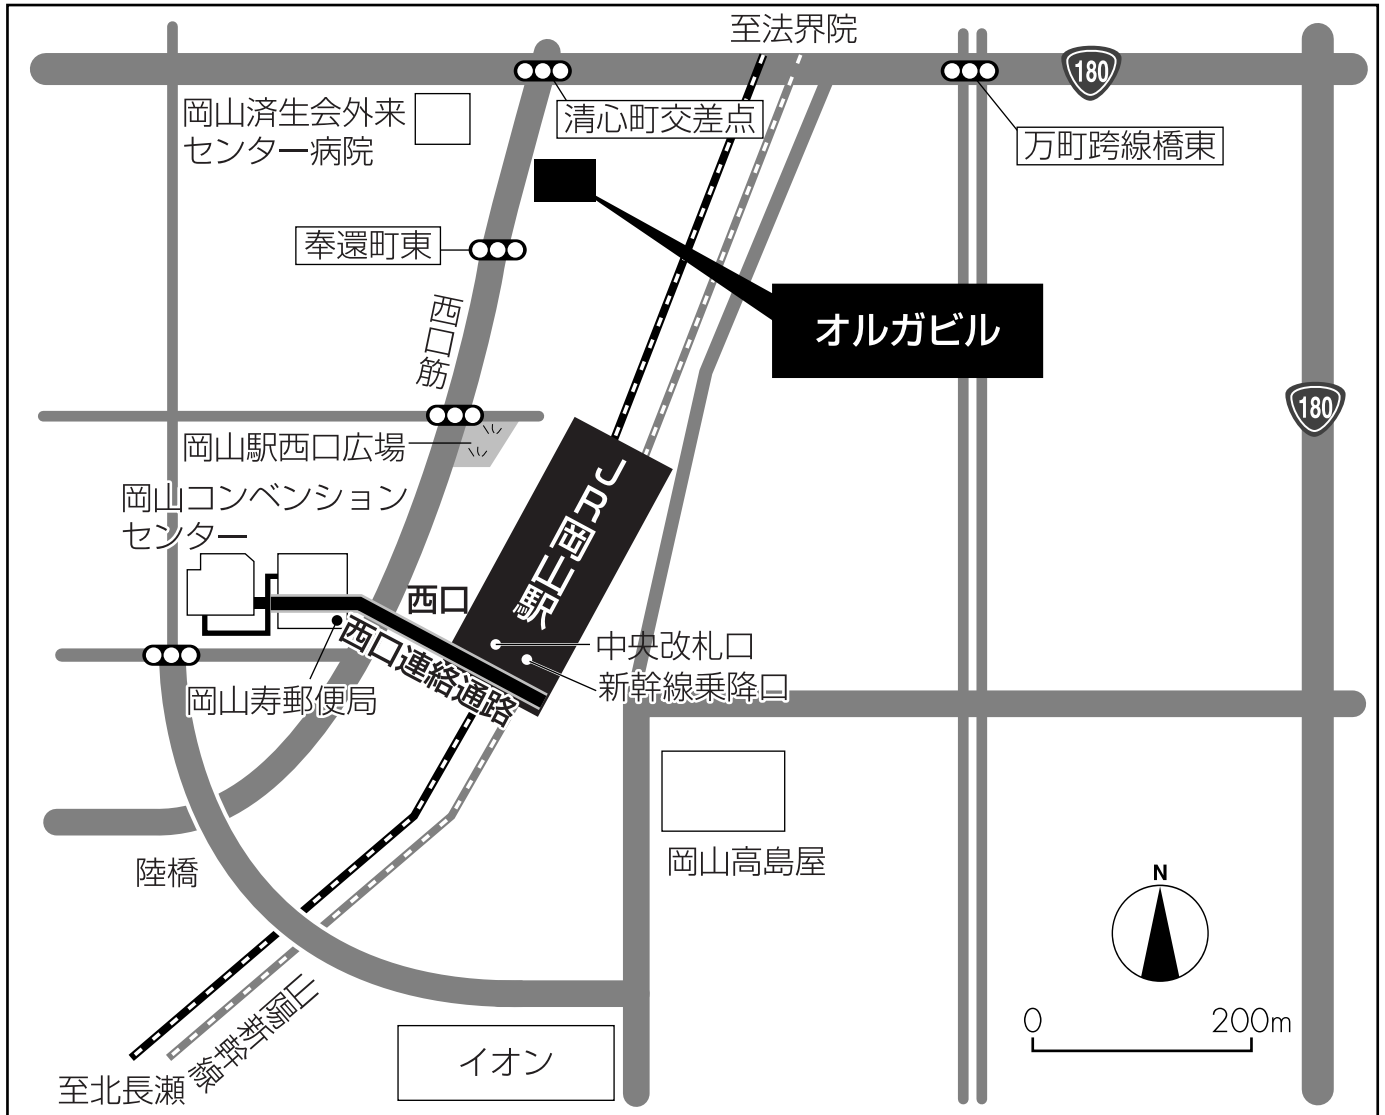 至法界院
180
岡山済生会外来
センター病院
清心町交差点
万町跨線橋東
奉還町東
西口筋
オルガビル
180
岡山駅西口広場
JR岡山駅
岡山コンベンション
センター
西口
西口連絡通路
中央改札口
新幹線乗降口
岡山寿郵便局
岡山高島屋
陸橋
N
山陽新幹線
0 200m
イオン
至北長瀬